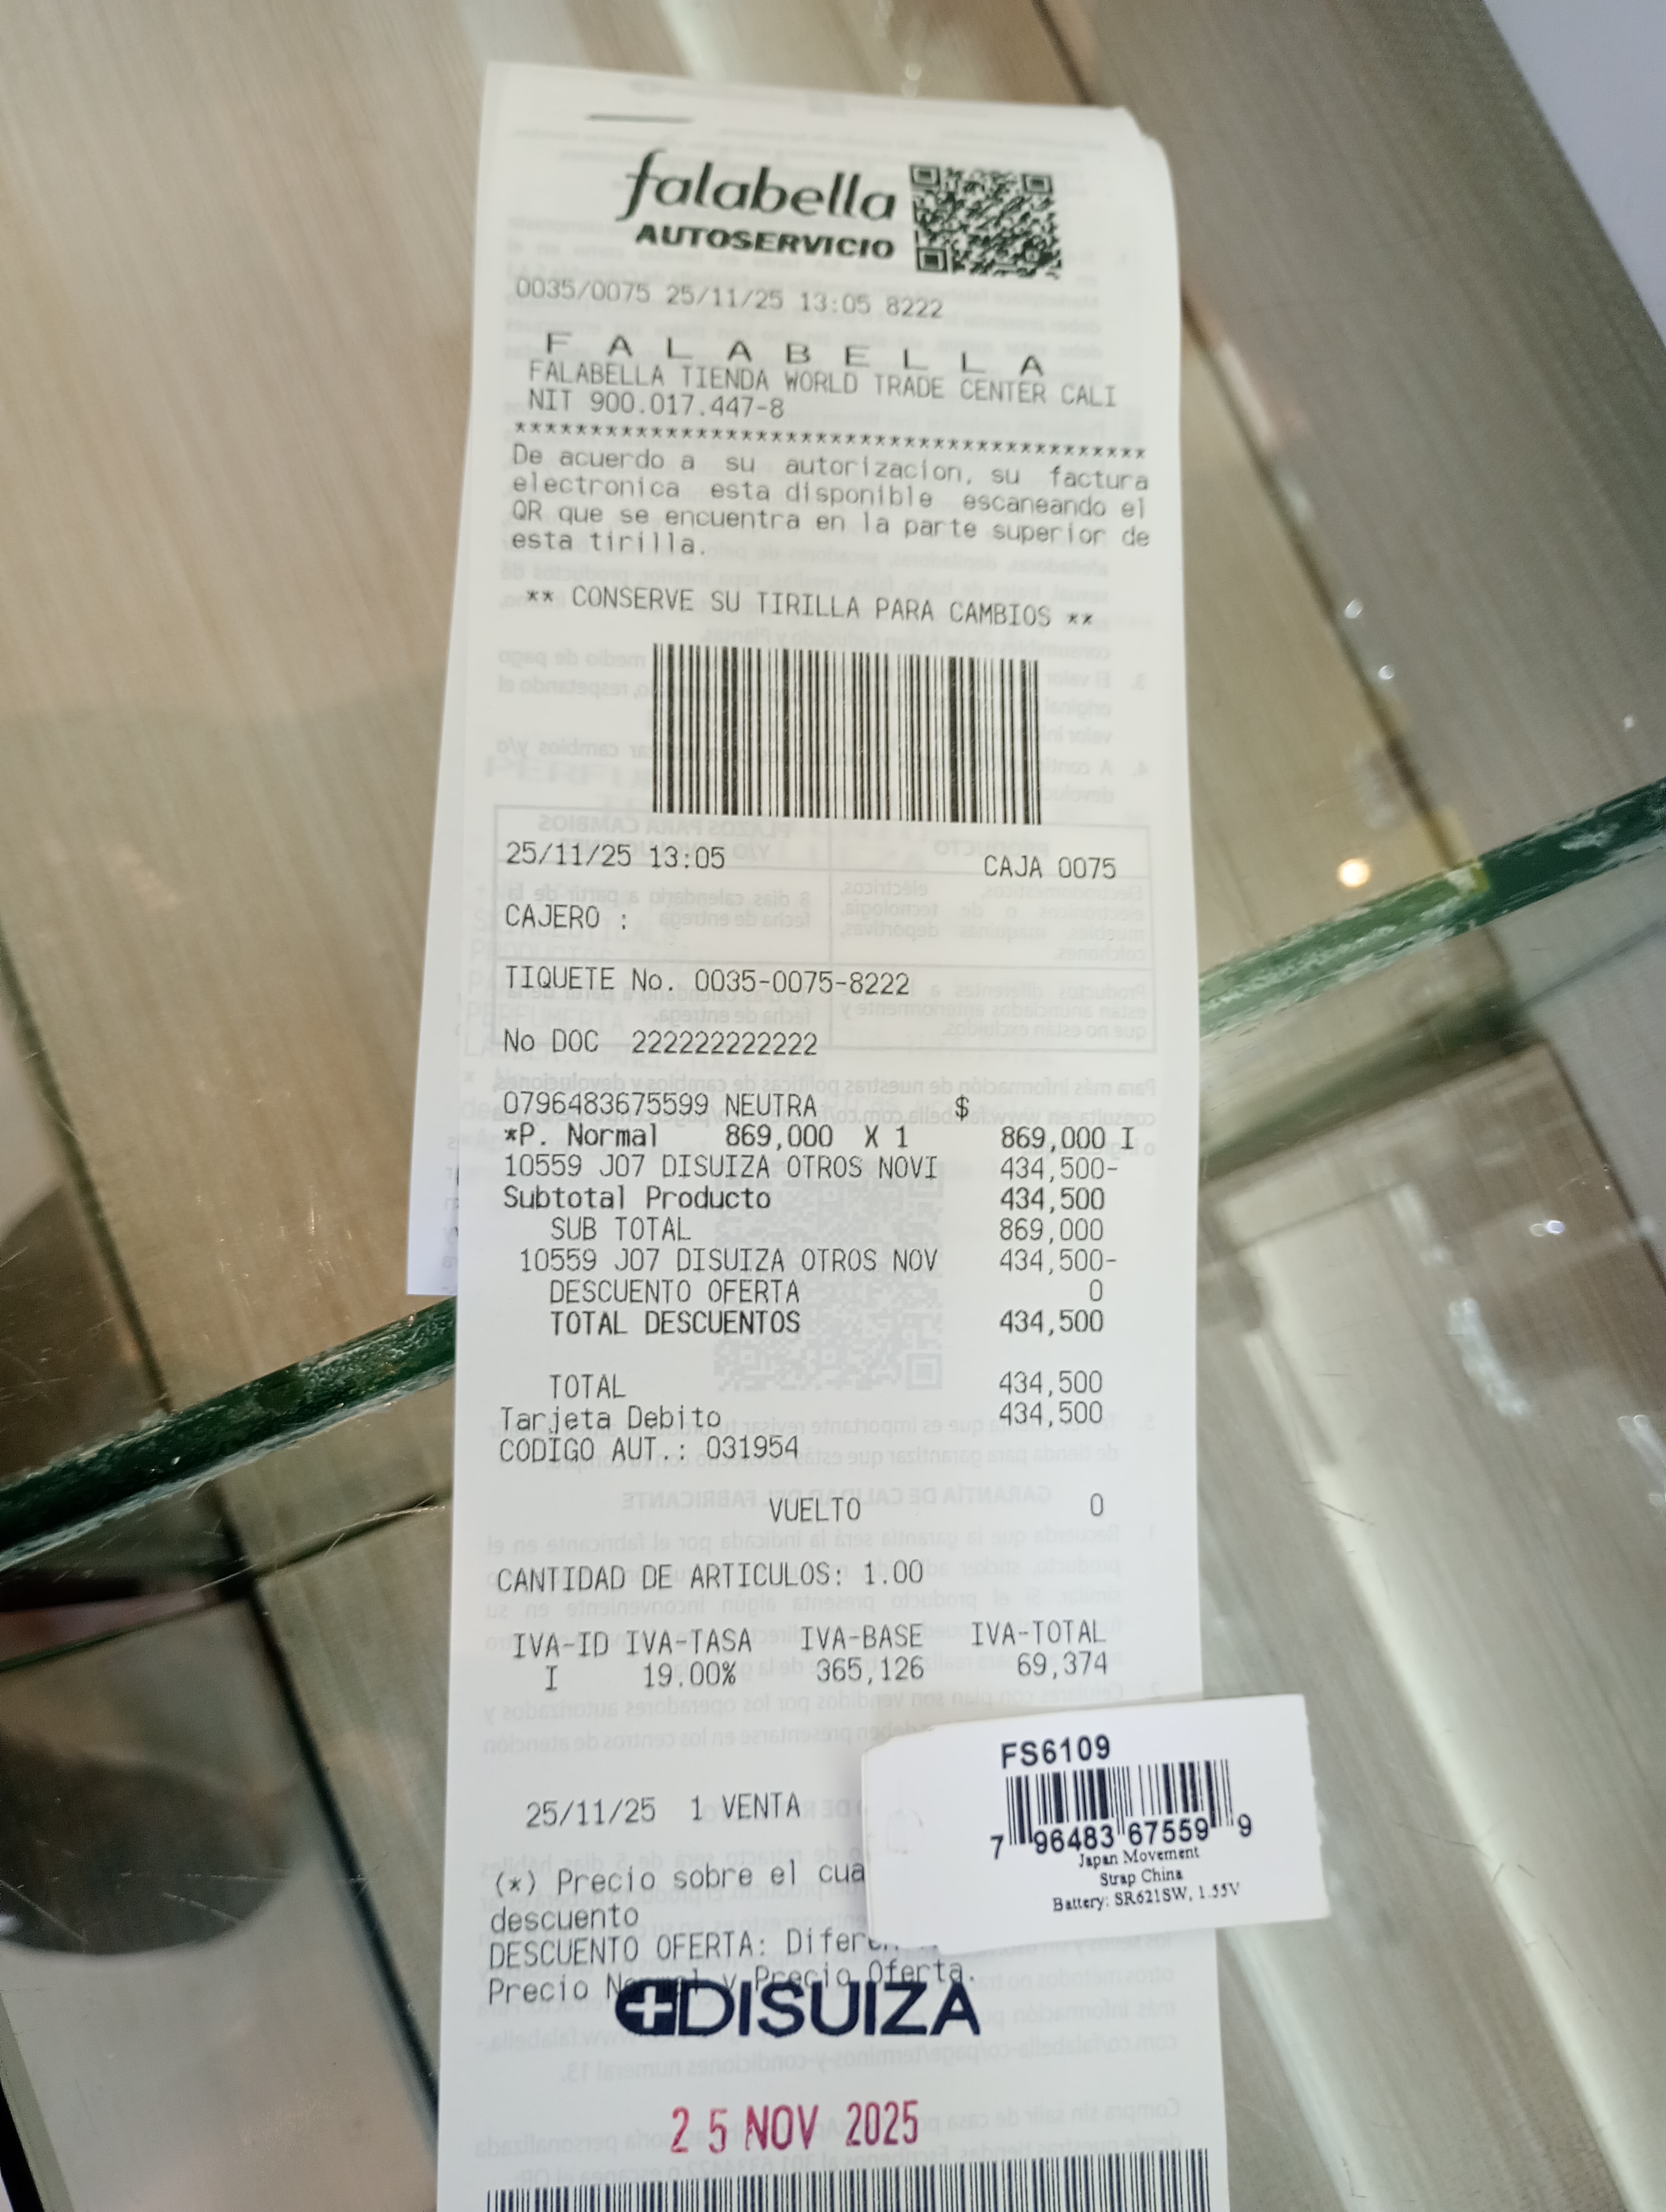 falabella
AUTOSERVICIO
0035/0075 25/11/25 13:05 8222
F A L A B E L L A
FALABELLA TIENDA WORLD TRADE CENTER CALI
NIT 900.017.447-8
******************************************
De acuerdo a su autorizacion, su factura
electronica esta disponible escaneando el
QR que se encuentra en la parte superior de
esta tirilla.
** CONSERVE SU TIRILLA PARA CAMBIOS **
25/11/25 13:05 CAJA 0075
CAJERO :
TIQUETE No. 0035-0075-8222
No DOC 222222222222
0796483675599 NEUTRA $
*P. Normal 869,000 X 1 869,000 I
10559 J07 DISUIZA OTROS NOVI 434,500-
Subtotal Producto 434,500
SUB TOTAL 869,000
10559 J07 DISUIZA OTROS NOV 434,500-
DESCUENTO OFERTA 0
TOTAL DESCUENTOS 434,500
TOTAL 434,500
Tarjeta Debito 434,500
CODIGO AUT.: 031954
VUELTO 0
CANTIDAD DE ARTICULOS: 1.00
IVA-ID IVA-TASA IVA-BASE IVA-TOTAL
I 19.00% 365,126 69,374
FS6109
7 96483 67559 9
Japan Movement
Strap China
Battery: SR621SW, 1.55V
25/11/25 1 VENTA
(*) Precio sobre el cua
descuento
DESCUENTO OFERTA: Difer
Precio Normal y Precio Oferta.
DISUIZA
25 NOV 2025